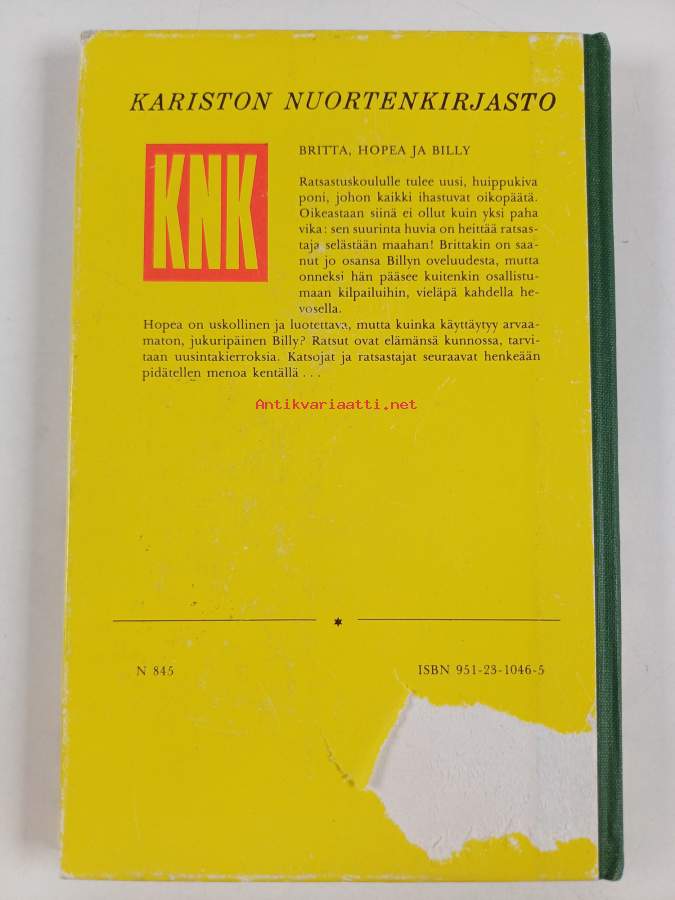 KARISTON NUORTENKIRJASTO
KNK
BRITTA, HOPEA JA BILLY
Ratsastuskoululle tulee uusi, huippukiva
poni, johon kaikki ihastuvat oikopäätä.
Oikeastaan siinä ei ollut kuin yksi paha
vika: sen suurinta huvia on heittää ratsas-
taja selästään maahan! Brittakin on saa-
nut jo osansa Billyn oveluudesta, mutta
onneksi hän pääsee kuitenkin osallistu-
maan kilpailuihin, vieläpä kahdella he-
vosella.
Hopea on uskollinen ja luotettava, mutta kuinka käyttäytyy arvaa-
maton, jukuripäinen Billy? Ratsut ovat elämänsä kunnossa, tarvi-
taan uusintakierroksia. Katsojat ja ratsastajat seuraavat henkeään
pidätellen menoa kentällä . . .
Antikvariaatti.net
N 845
ISBN 951-23-1046-5